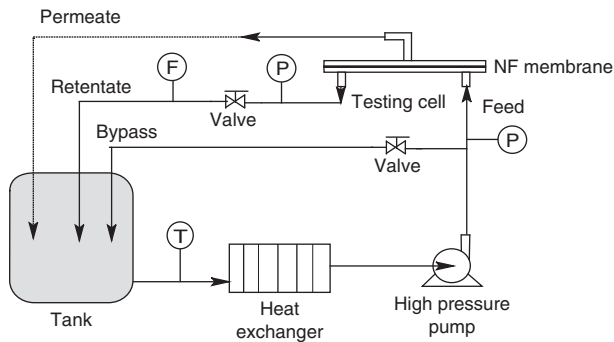 Permeate
F
P
NF membrane
Retentate
Testing cell
Feed
Valve
Bypass
P
Valve
T
Heat
exchanger
High pressure
pump
Tank